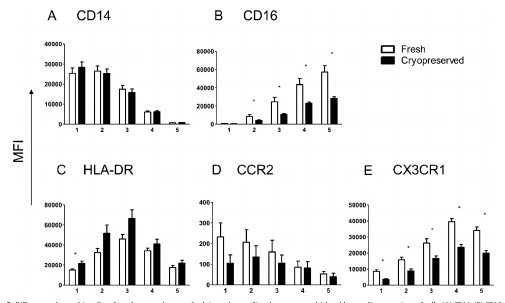 A CD14
B CD16
Fresh
Cryopreserved
MFI
40000
30000
20000
10000
0
1 2 3 4 5
80000
60000
40000
20000
0
* * * *
1 2 3 4 5
C HLA-DR
D CCR2
E CX3CR1
100000
80000
60000
40000
20000
0
*
1 2 3 4 5
400
300
200
100
0
1 2 3 4 5
50000
40000
30000
20000
10000
0
* * * * *
1 2 3 4 5